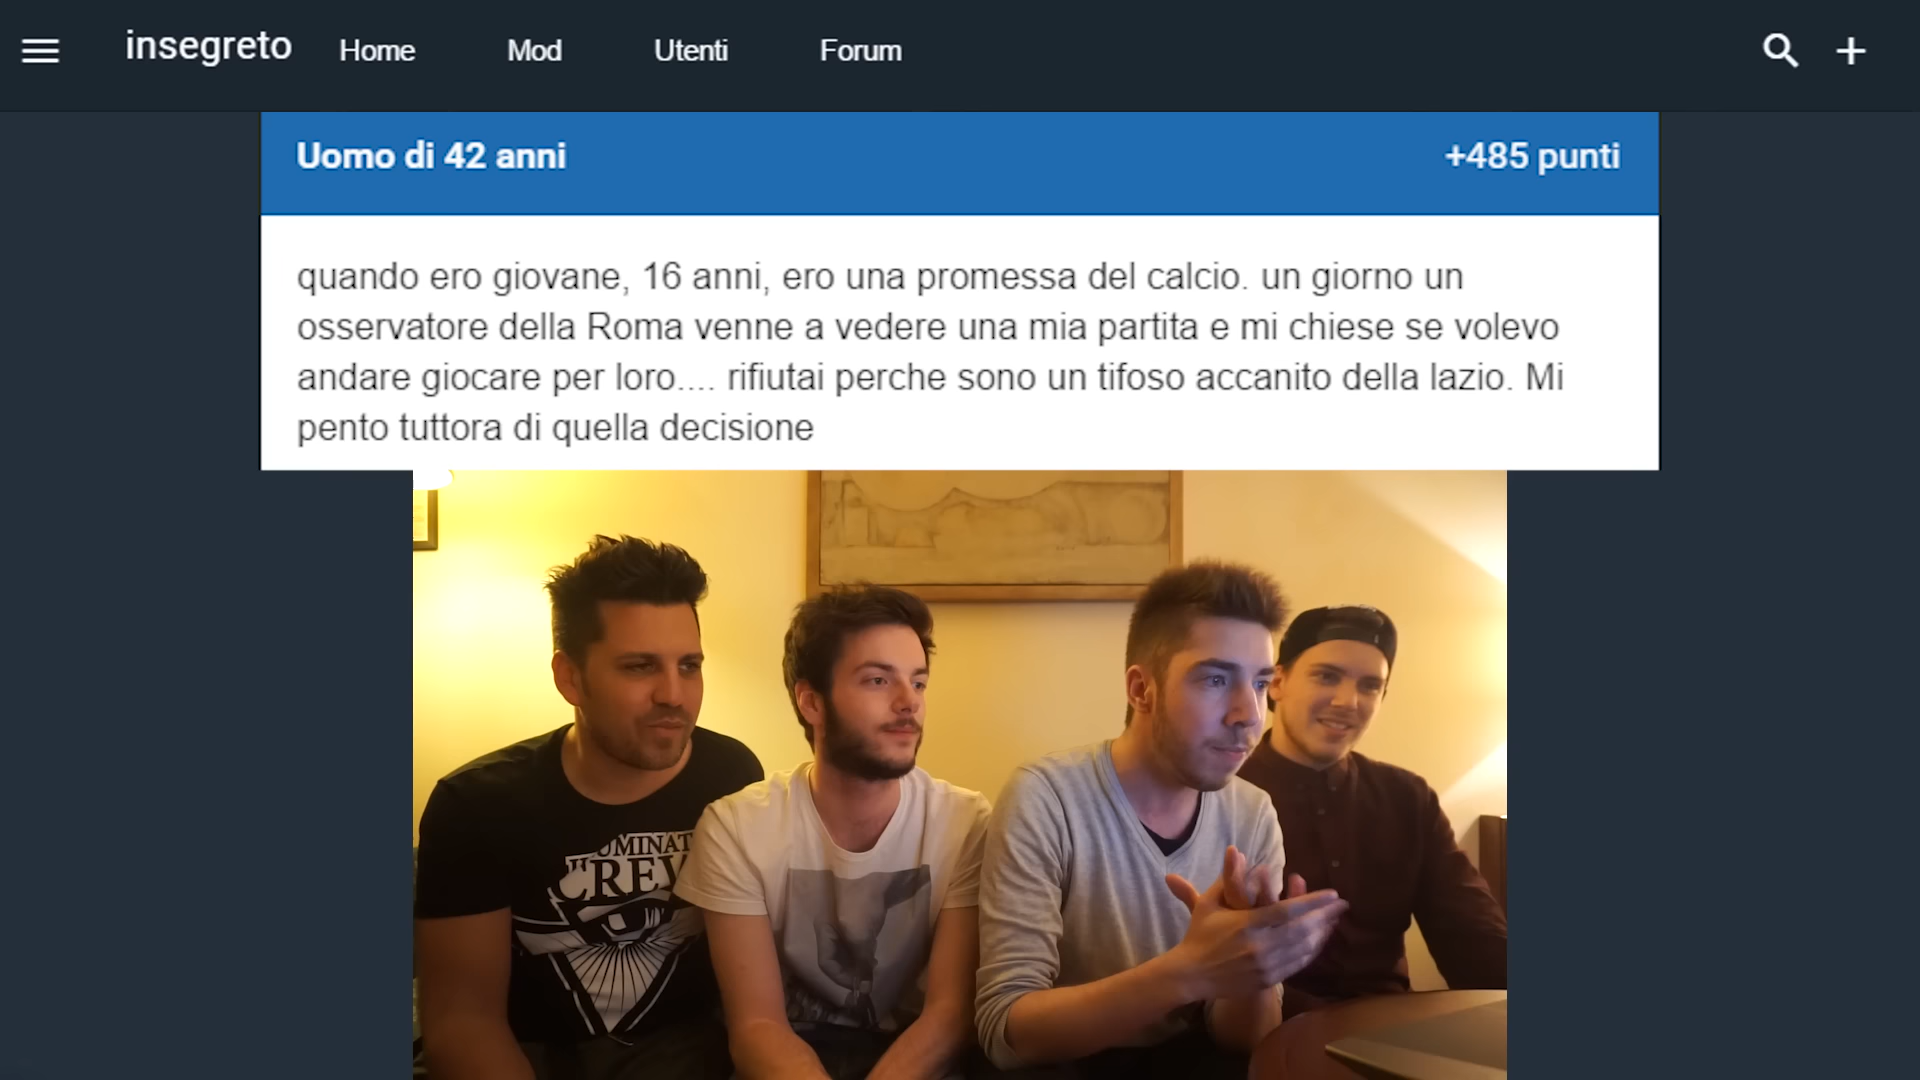 insegreto Home Mod Utenti Forum
Uomo di 42 anni +485 punti
quando ero giovane, 16 anni, ero una promessa del calcio. un giorno un
osservatore della Roma venne a vedere una mia partita e mi chiese se volevo
andare giocare per loro.... rifiutai perche sono un tifoso accanito della lazio. Mi
pento tuttora di quella decisione